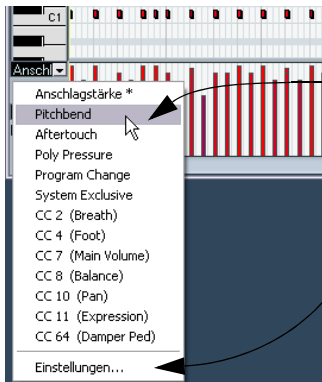 C1
Anschl
Anschlagstärke *
Pitchbend
Aftertouch
Poly Pressure
Program Change
System Exclusive
CC 2 (Breath)
CC 4 (Foot)
CC 7 (Main Volume)
CC 8 (Balance)
CC 10 (Pan)
CC 11 (Expression)
CC 64 (Damper Ped)
Einstellungen...